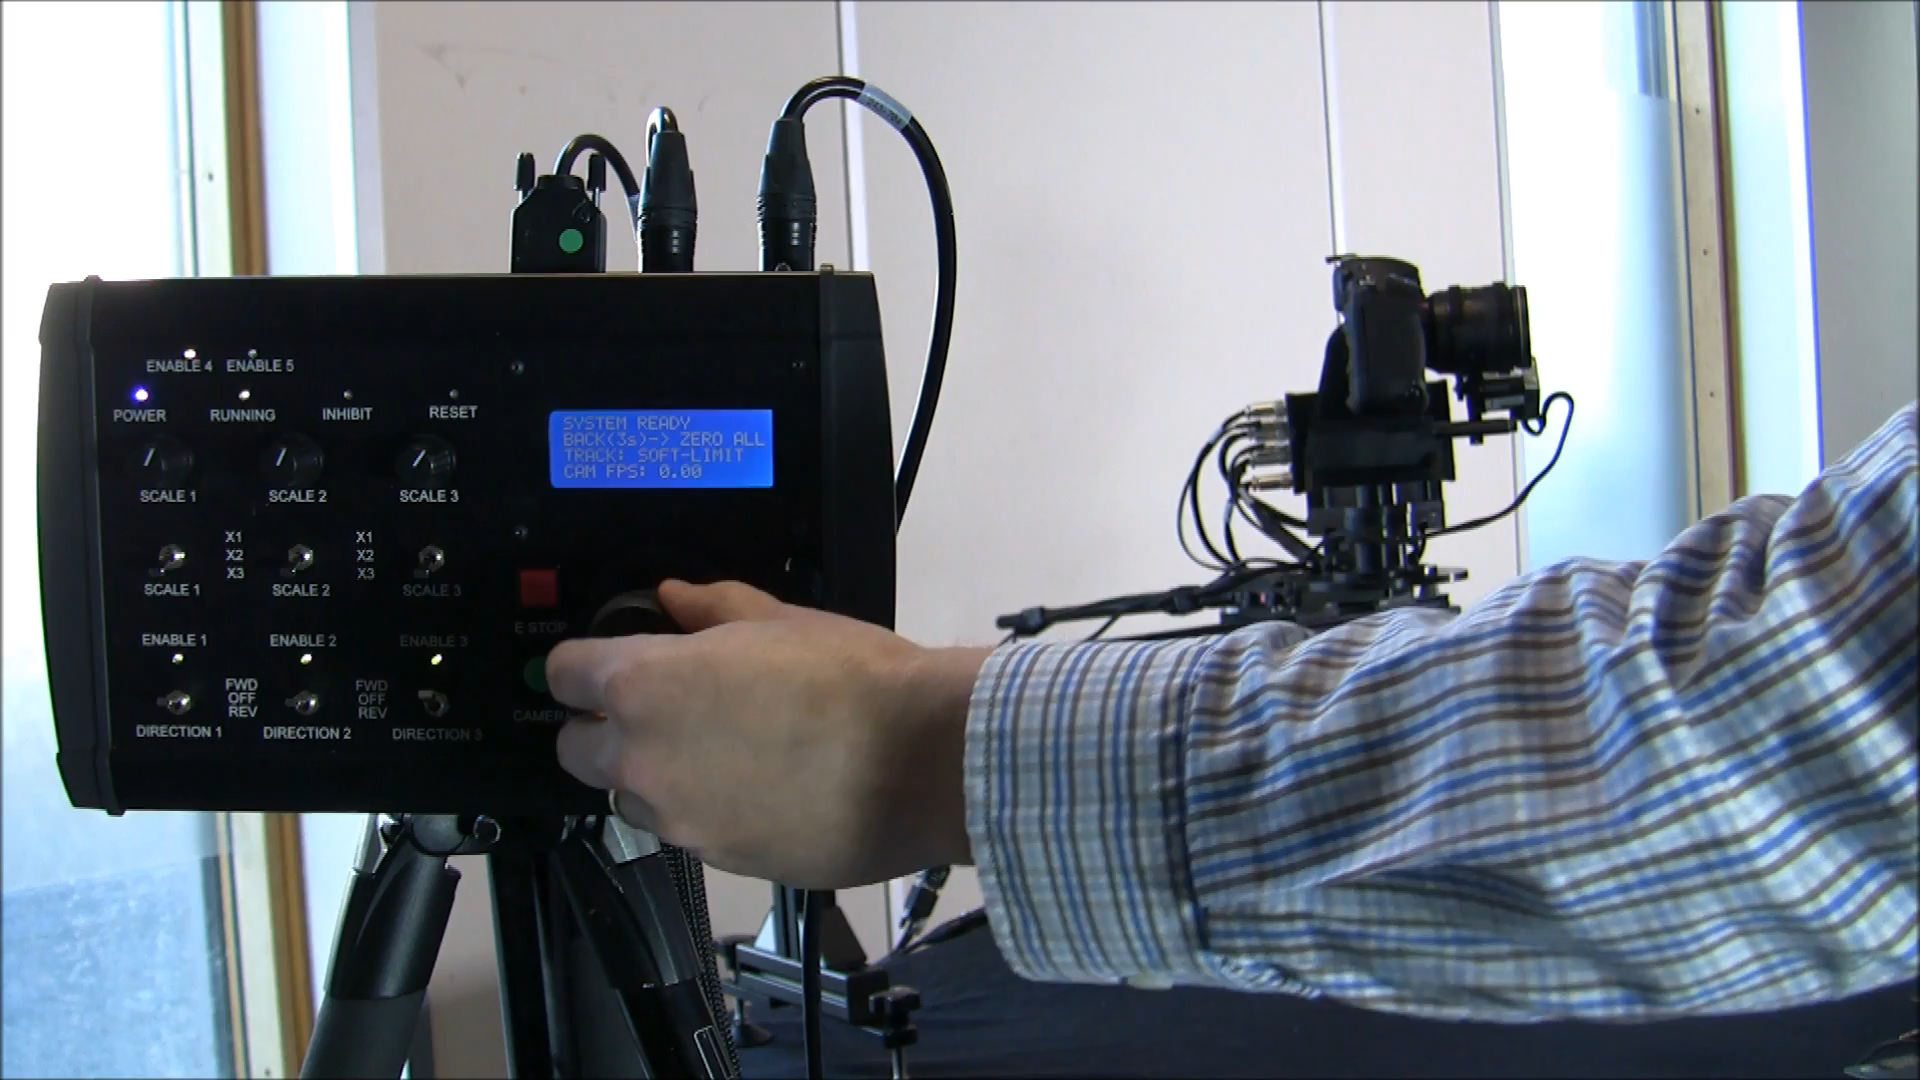 ENABLE 4 ENABLE 5
POWER RUNNING INHIBIT RESET
SYSTEM READY
BACK(3s)-> ZERO ALL
TRACK: SOFT-LIMIT
CAM FPS: 0.00
SCALE 1 SCALE 2 SCALE 3
X1 X1
X2 X2
X3 X3
SCALE 1 SCALE 2 SCALE 3
E STOP
ENABLE 1 ENABLE 2 ENABLE 3
FWD FWD
OFF OFF
REV REV
CAMERA
DIRECTION 1 DIRECTION 2 DIRECTION 3